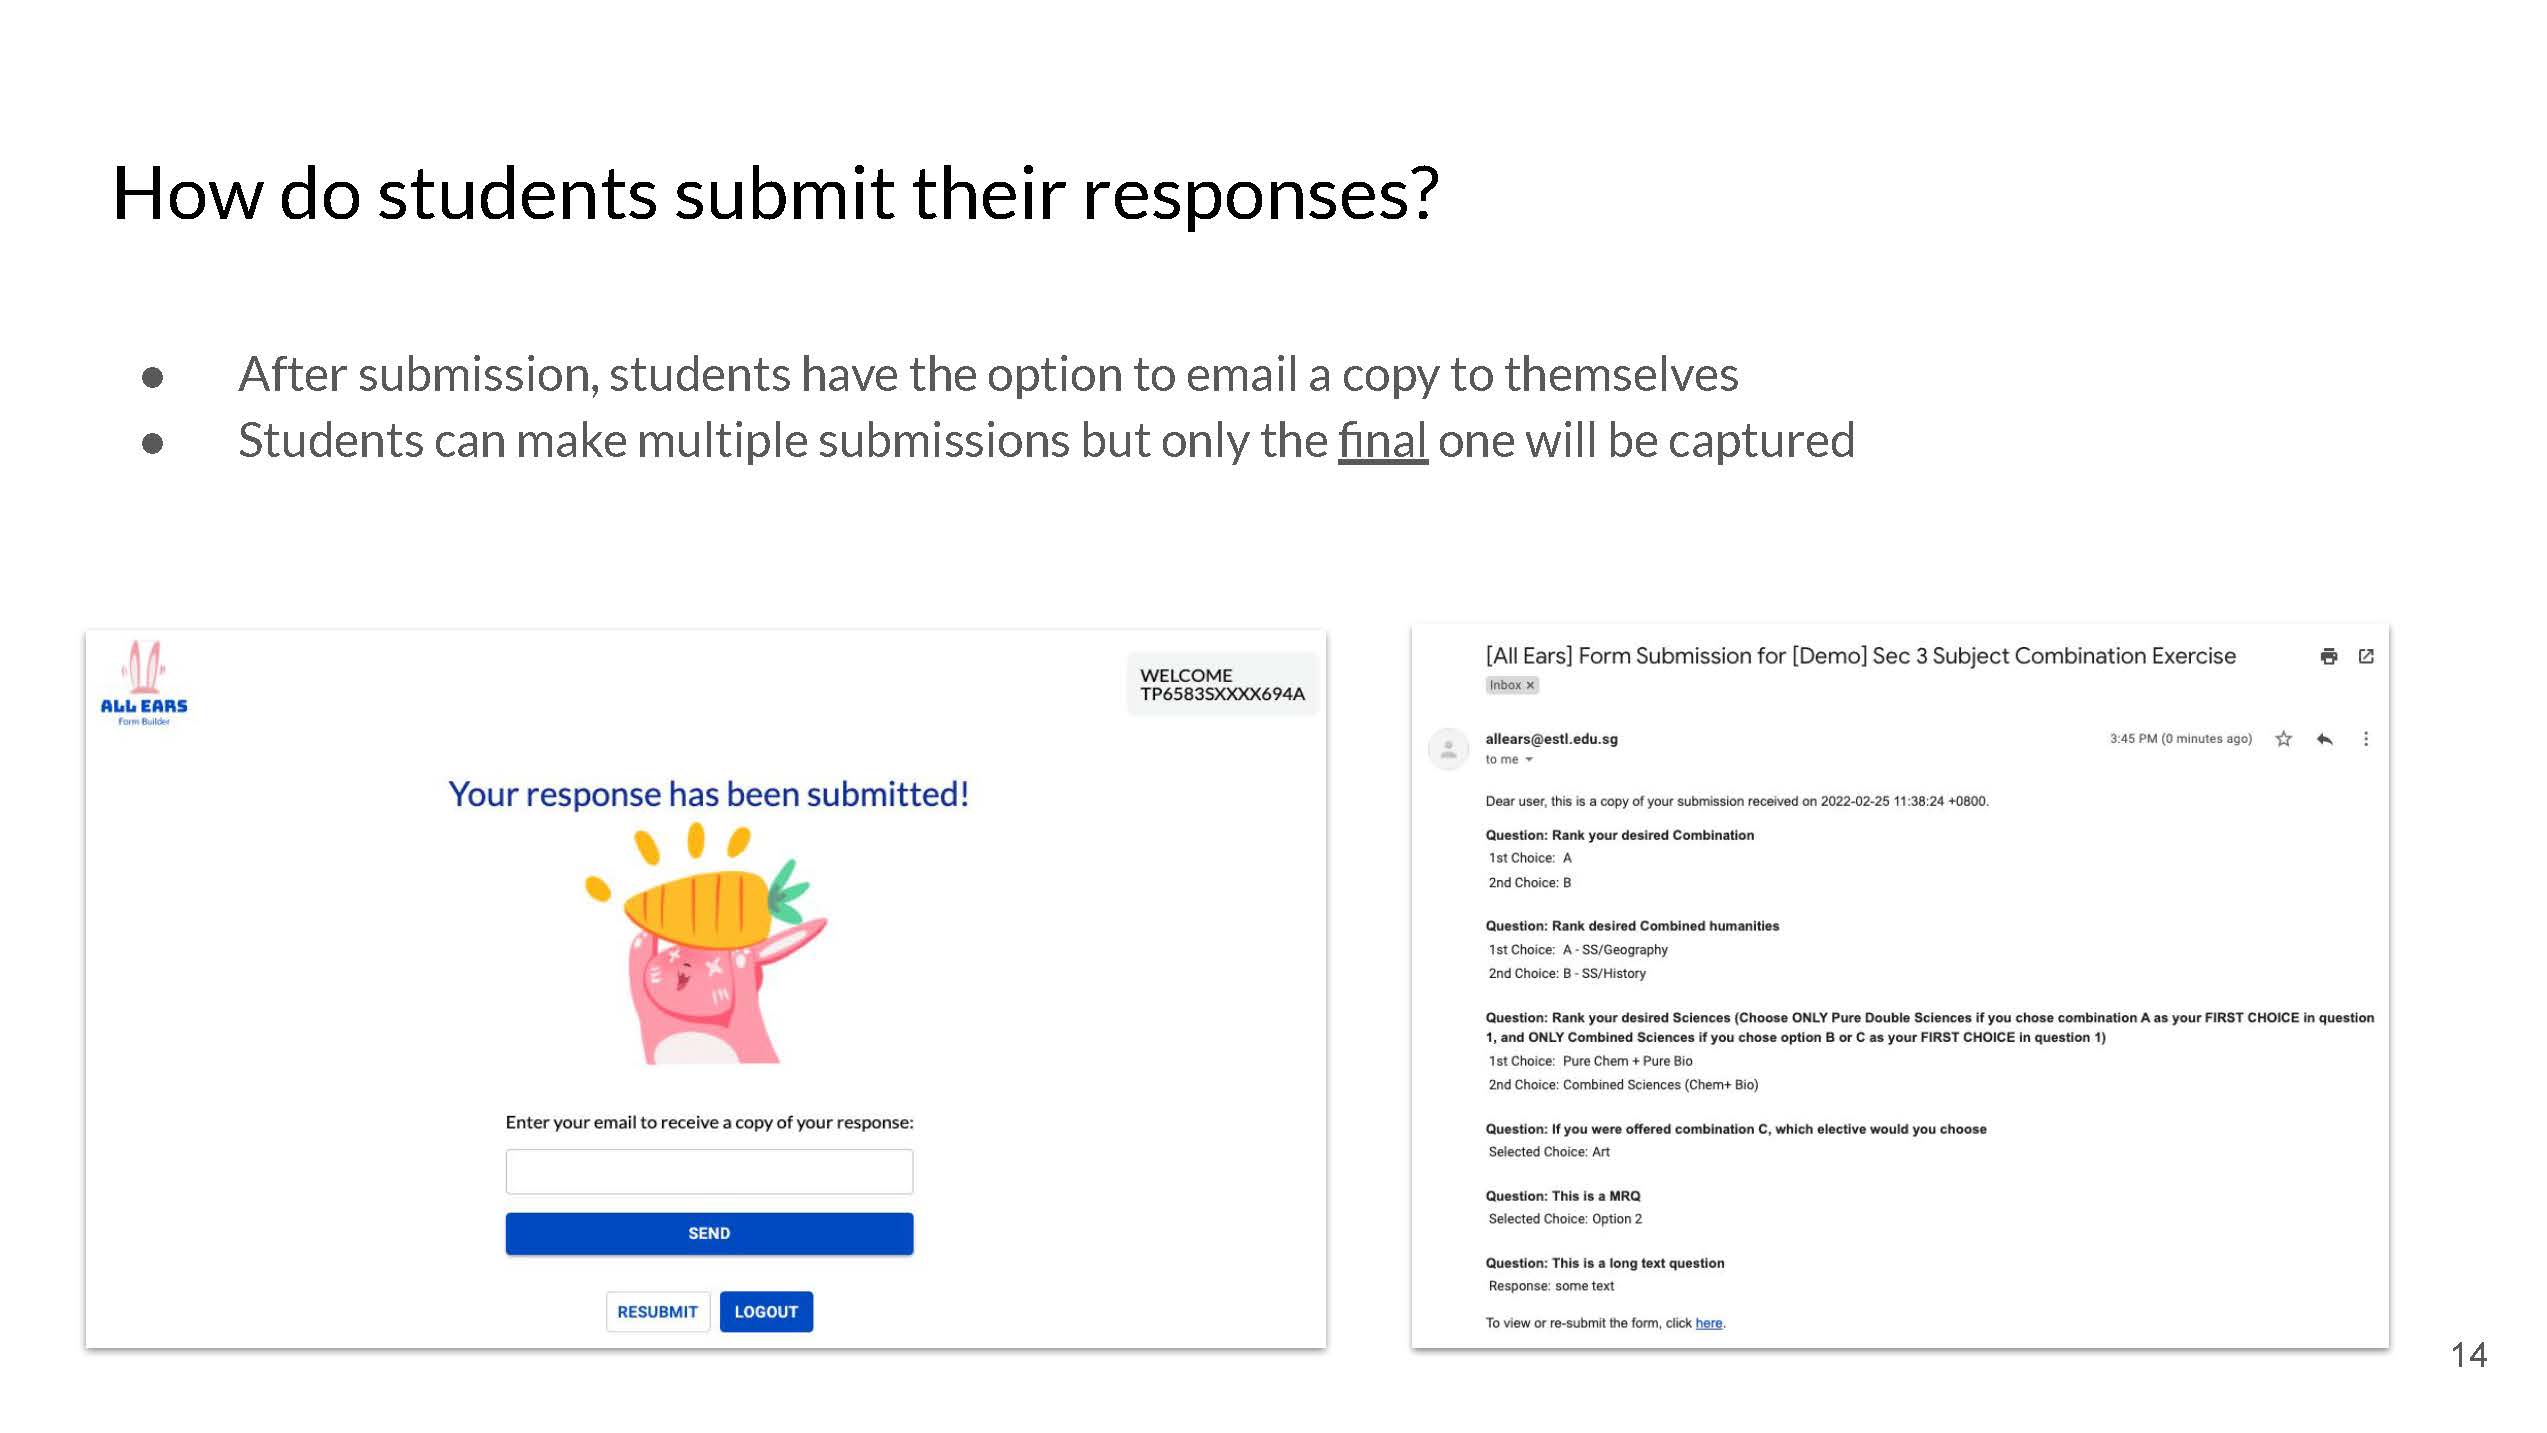 How do students submit their responses?
● After submission, students have the option to email a copy to themselves
● Students can make multiple submissions but only the final one will be captured
ALL EARS
Form Builder
WELCOME
TP6583SXXXX694A
Your response has been submitted!
Enter your email to receive a copy of your response:
SEND
RESUBMIT LOGOUT
[All Ears] Form Submission for [Demo] Sec 3 Subject Combination Exercise
Inbox ×
allears@estl.edu.sg 3:45 PM (0 minutes ago)
to me
Dear user, this is a copy of your submission received on 2022-02-25 11:38:24 +0800.
Question: Rank your desired Combination
1st Choice: A
2nd Choice: B
Question: Rank desired Combined humanities
1st Choice: A - SS/Geography
2nd Choice: B - SS/History
Question: Rank your desired Sciences (Choose ONLY Pure Double Sciences if you chose combination A as your FIRST CHOICE in question
1, and ONLY Combined Sciences if you chose option B or C as your FIRST CHOICE in question 1)
1st Choice: Pure Chem + Pure Bio
2nd Choice: Combined Sciences (Chem+ Bio)
Question: If you were offered combination C, which elective would you choose
Selected Choice: Art
Question: This is a MRQ
Selected Choice: Option 2
Question: This is a long text question
Response: some text
To view or re-submit the form, click here.
14